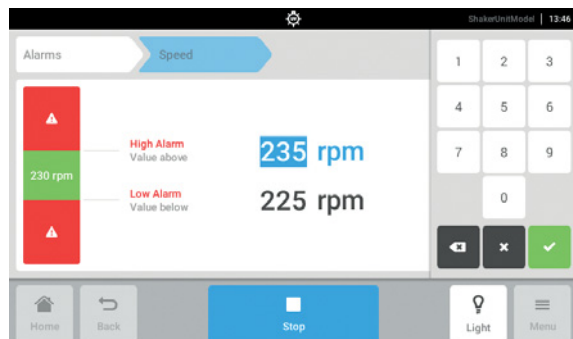 ShakerUnitModel | 13:46
Alarms
Speed
230 rpm
High Alarm
Value above
235 rpm
Low Alarm
Value below
225 rpm
1 2 3
4 5 6
7 8 9
0
Home
Back
Stop
Light
Menu